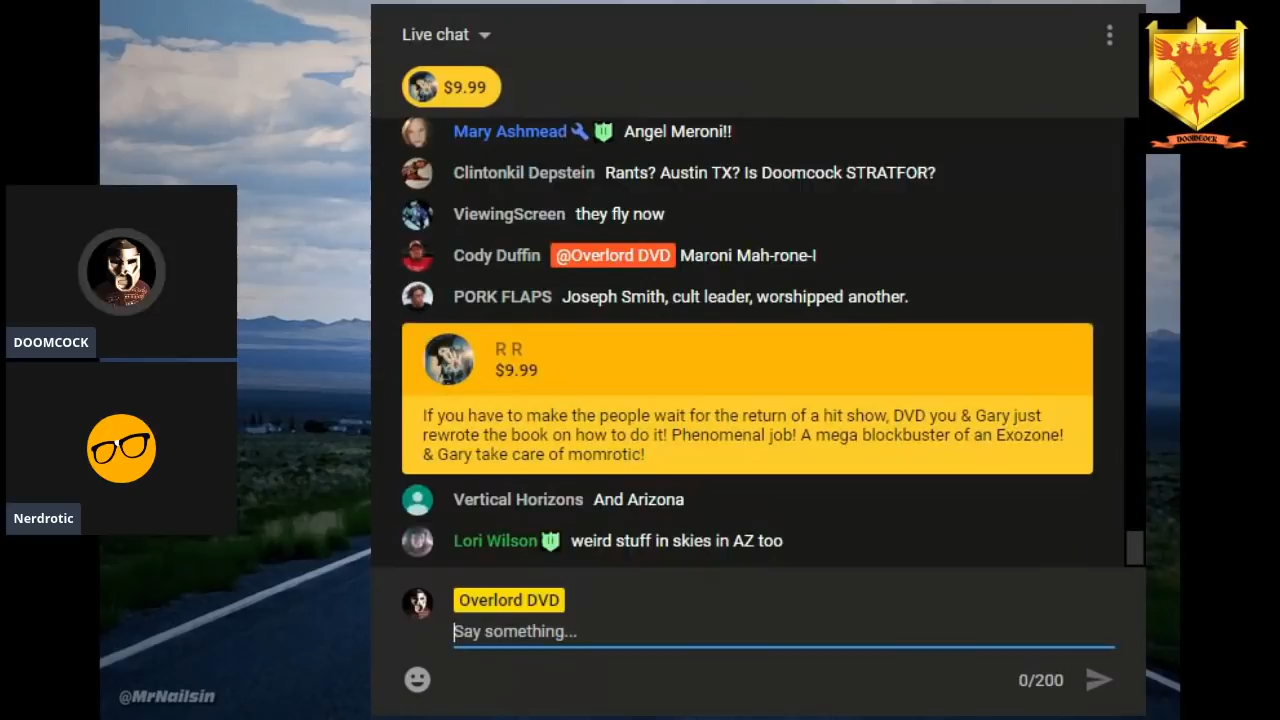 Live chat
$9.99
Mary Ashmead Angel Meroni!!
Clintonkil Depstein Rants? Austin TX? Is Doomcock STRATFOR?
ViewingScreen they fly now
Cody Duffin @Overlord DVD Maroni Mah-rone-I
PORK FLAPS Joseph Smith, cult leader, worshipped another.
R R
$9.99
If you have to make the people wait for the return of a hit show, DVD you & Gary just
rewrote the book on how to do it! Phenomenal job! A mega blockbuster of an Exozone!
& Gary take care of momrotic!
Vertical Horizons And Arizona
Lori Wilson weird stuff in skies in AZ too
Overlord DVD
Say something...
0/200
DOOMCOCK
Nerdrotic
@MrNailsin
DOOMCOCK